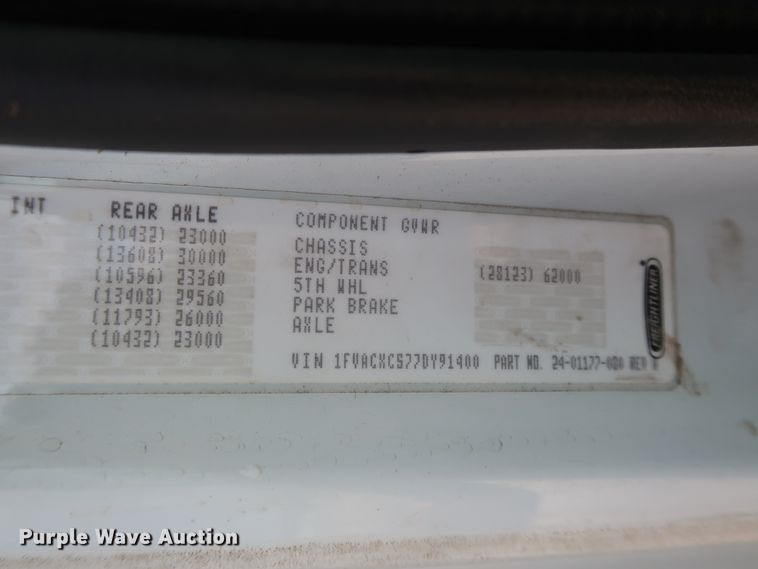 INT REAR AXLE
(10432) 23000
(13608) 30000
(10596) 23360
(13408) 29560
(11793) 26000
(10432) 23000
COMPONENT GVWR
CHASSIS
ENG/TRANS (28123) 62000
5TH WHL
PARK BRAKE
AXLE
VIN 1FVACXCS77DY91400 PART NO. 24-01177-000 REV
FREIGHTLINER
Purple Wave Auction